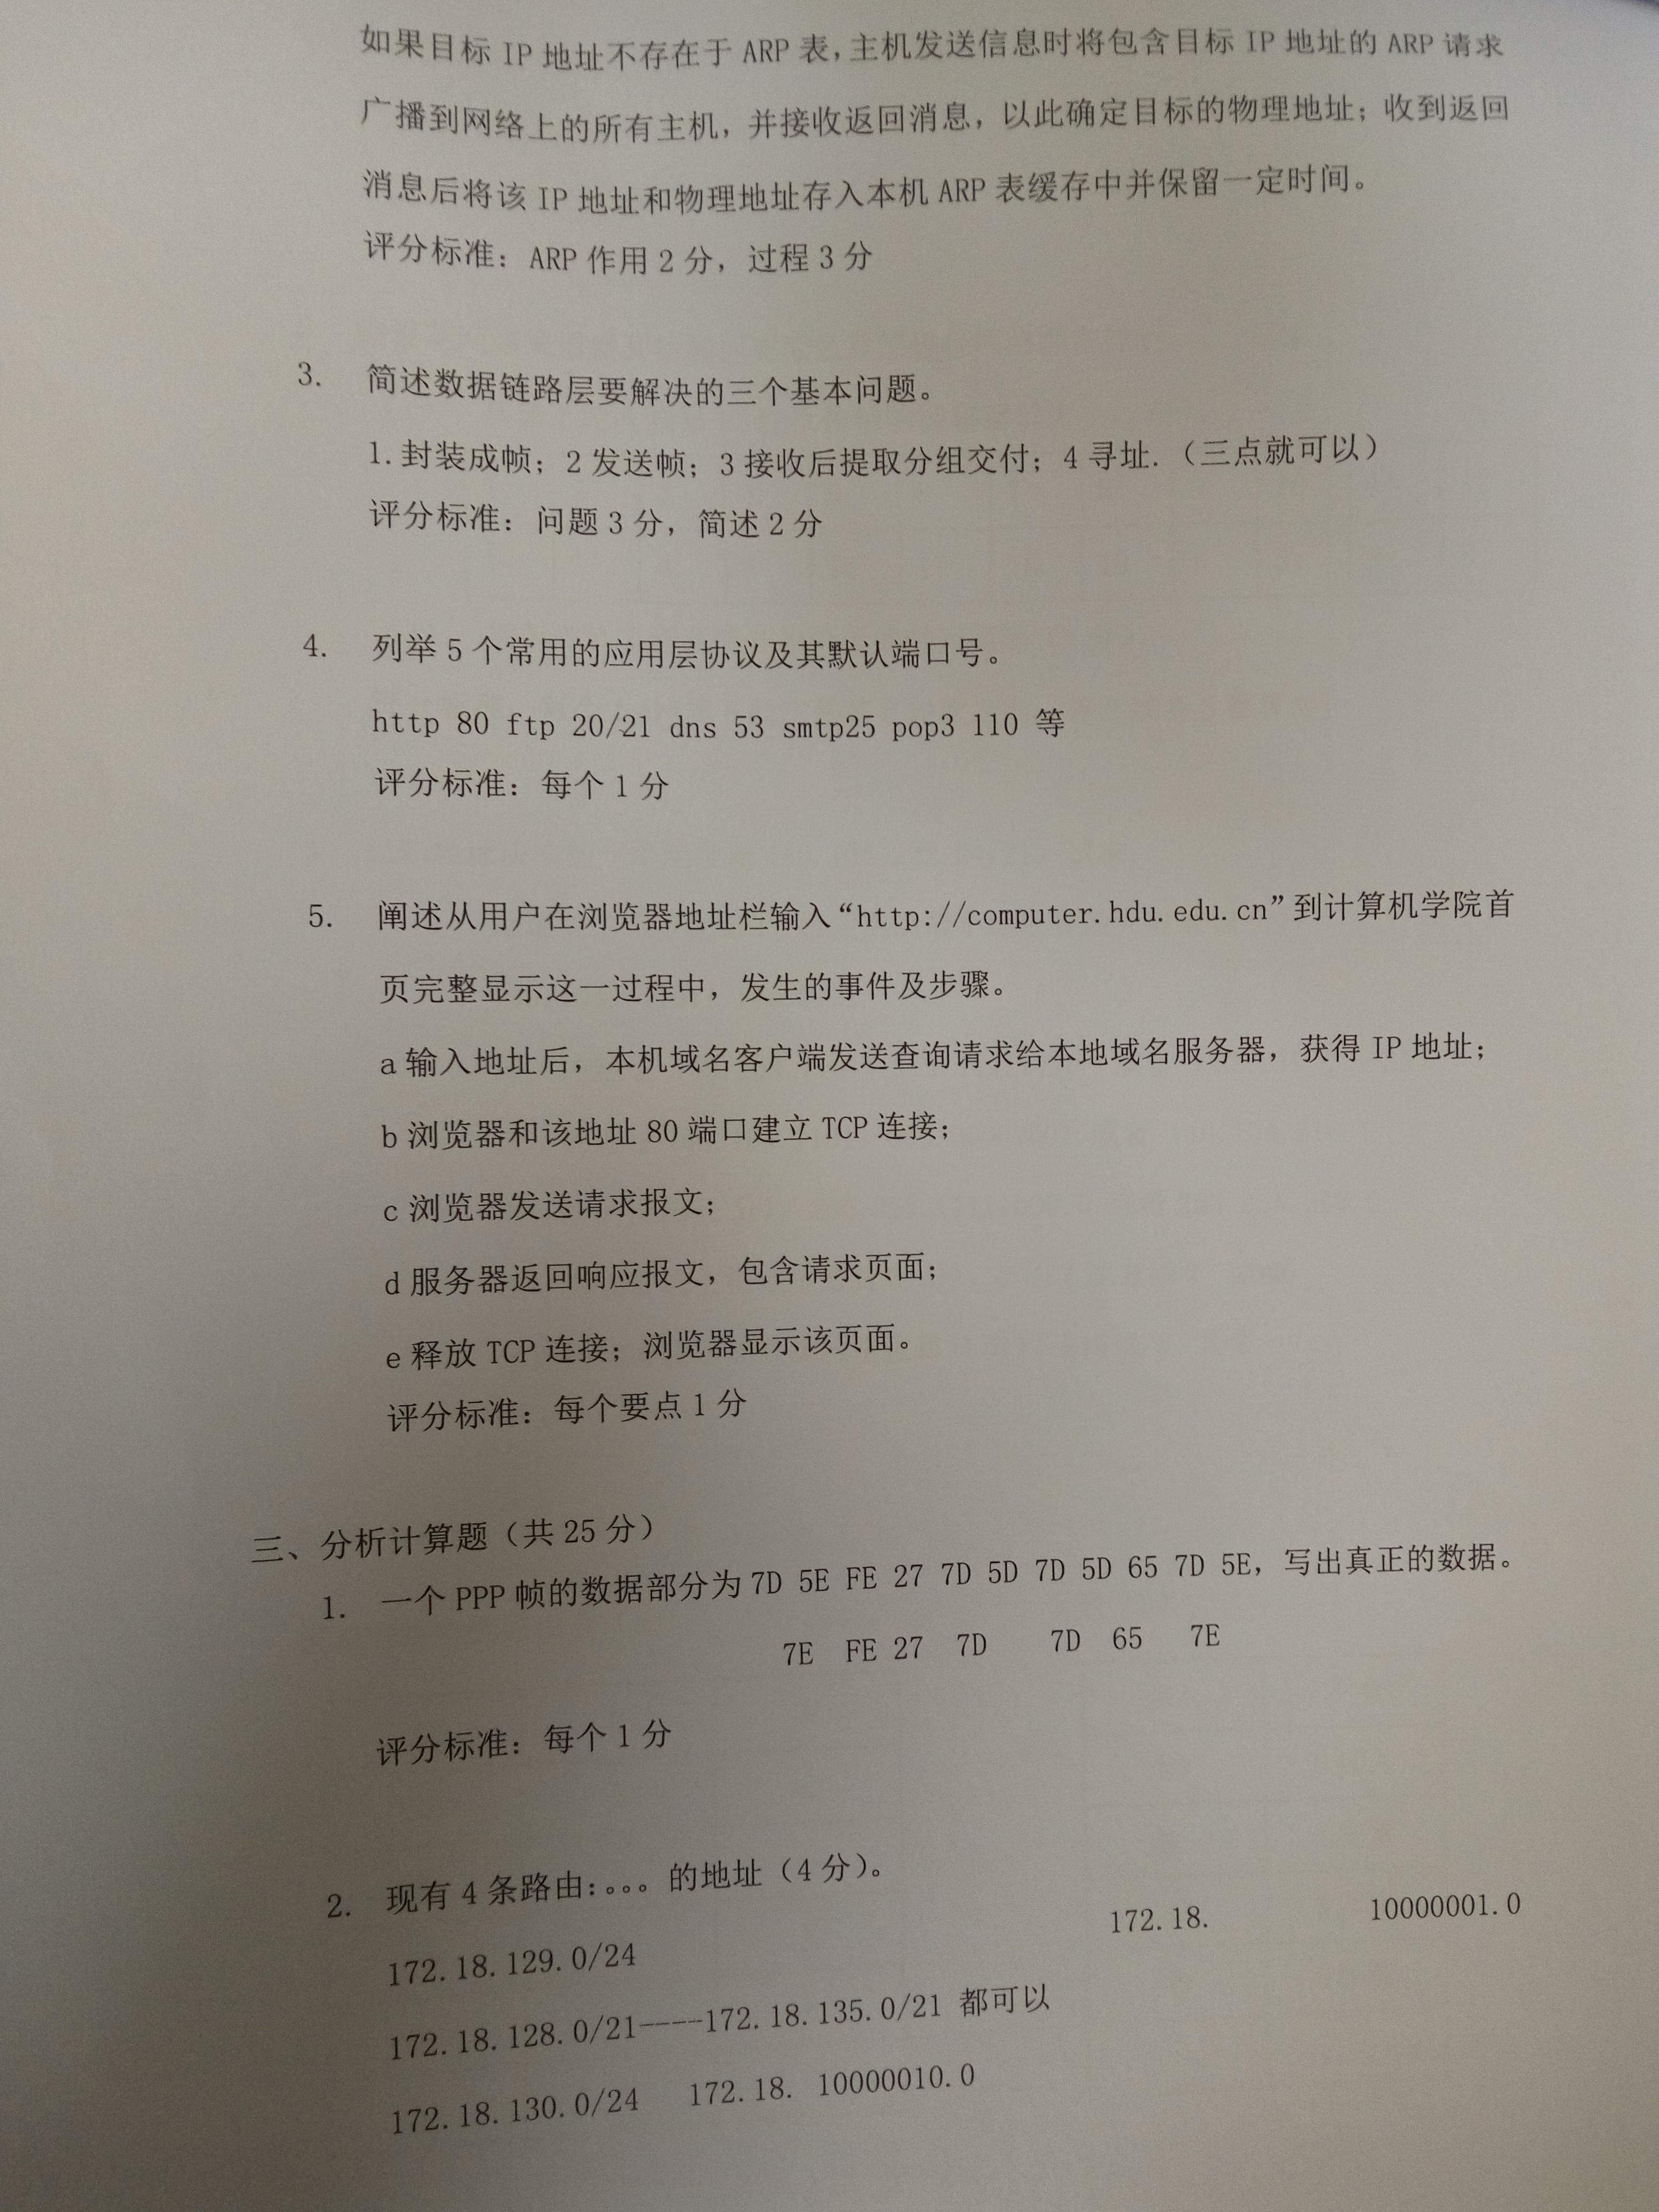 如果目标 IP 地址不存在于 ARP 表,主机发送信息时将包含目标 IP 地址的 ARP 请求
广播到网络上的所有主机，并接收返回消息，以此确定目标的物理地址；收到返回
消息后将该 IP 地址和物理地址存入本机 ARP 表缓存中并保留一定时间。
评分标准：ARP 作用 2 分，过程 3 分
3. 简述数据链路层要解决的三个基本问题。
1.封装成帧；2 发送帧；3 接收后提取分组交付；4 寻址.（三点就可以）
评分标准：问题 3 分，简述 2 分
4. 列举 5 个常用的应用层协议及其默认端口号。
http 80 ftp 20/21 dns 53 smtp25 pop3 110 等
评分标准：每个 1 分
5. 阐述从用户在浏览器地址栏输入“http://computer.hdu.edu.cn”到计算机学院首
页完整显示这一过程中，发生的事件及步骤。
a 输入地址后，本机域名客户端发送查询请求给本地域名服务器，获得 IP 地址；
b 浏览器和该地址 80 端口建立 TCP 连接；
c 浏览器发送请求报文；
d 服务器返回响应报文，包含请求页面；
e 释放 TCP 连接；浏览器显示该页面。
评分标准：每个要点 1 分
三、分析计算题（共 25 分）
1. 一个 PPP 帧的数据部分为 7D 5E FE 27 7D 5D 7D 5D 65 7D 5E，写出真正的数据。
7E FE 27 7D 7D 65 7E
评分标准：每个 1 分
2. 现有 4 条路由:。。。的地址（4 分）。
172.18.129.0/24 172.18. 10000001.0
172.18.128.0/21----172.18.135.0/21 都可以
172.18.130.0/24 172.18. 10000010.0